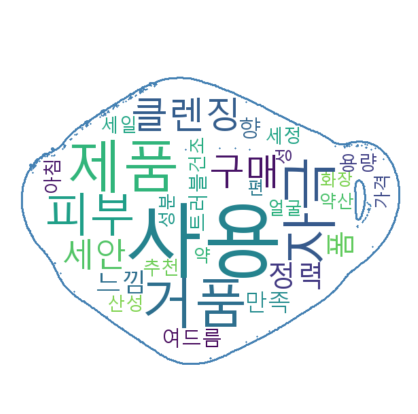 클렌징
향
세일
세정
제품
구매
성
용량
아침
편
화장
가격
트러블
건조
자극
피부
성분
사용
얼굴
약산
폼
세안
약
추천
느낌
거품
정력
산성
만족
여드름